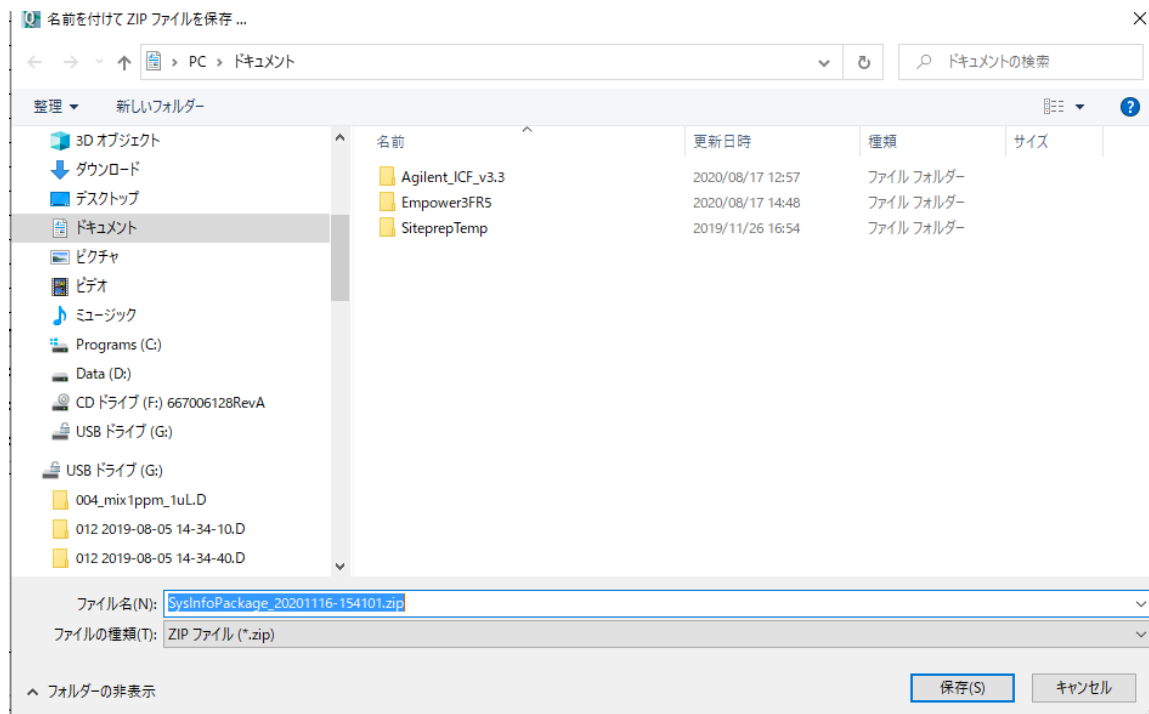 名前を付けて ZIP ファイルを保存 ...
PC › ドキュメント
ドキュメントの検索
整理 新しいフォルダー
3D オブジェクト
ダウンロード
デスクトップ
ドキュメント
ピクチャ
ビデオ
ミュージック
Programs (C:)
Data (D:)
CD ドライブ (F:) 667006128RevA
USB ドライブ (G:)
USB ドライブ (G:)
004_mix1ppm_1uL.D
012 2019-08-05 14-34-10.D
012 2019-08-05 14-34-40.D
名前 更新日時 種類 サイズ
Agilent_ICF_v3.3 2020/08/17 12:57 ファイル フォルダー
Empower3FR5 2020/08/17 14:48 ファイル フォルダー
SiteprepTemp 2019/11/26 16:54 ファイル フォルダー
ファイル名(N): SysInfoPackage_20201116-154101.zip
ファイルの種類(T): ZIP ファイル (*.zip)
フォルダーの非表示 保存(S) キャンセル